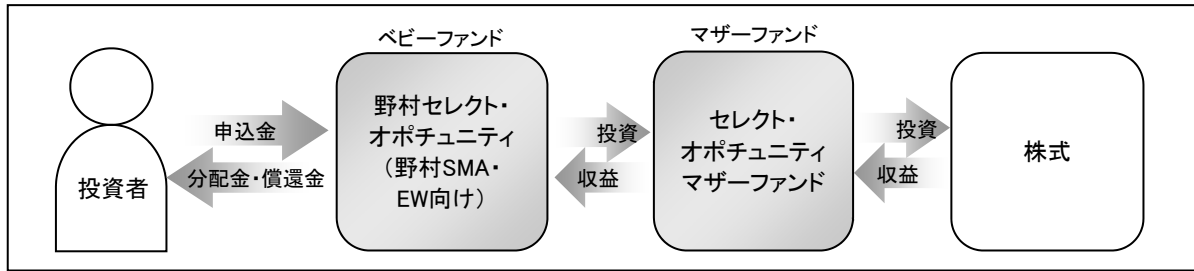 ベビーファンド
マザーファンド
投資者
申込金
分配金・償還金
野村セレクト・
オポチュニティ
（野村SMA・
EW向け）
投資
収益
セレクト・
オポチュニティ
マザーファンド
投資
収益
株式